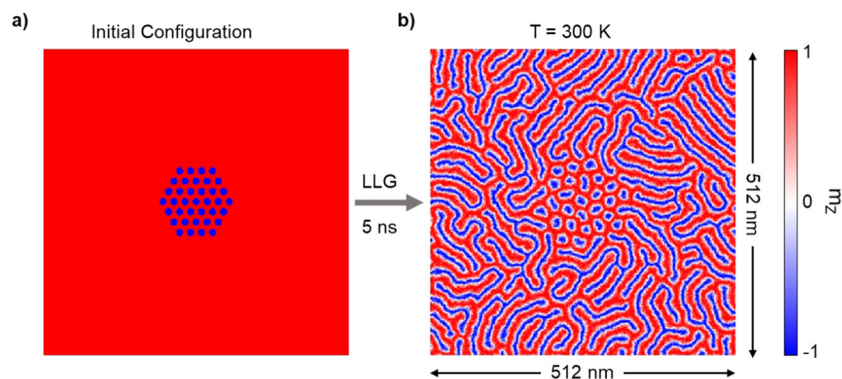 a)
Initial Configuration
LLG
5 ns
b)
T = 300 K
512 nm
512 nm
1
0
-1
mz